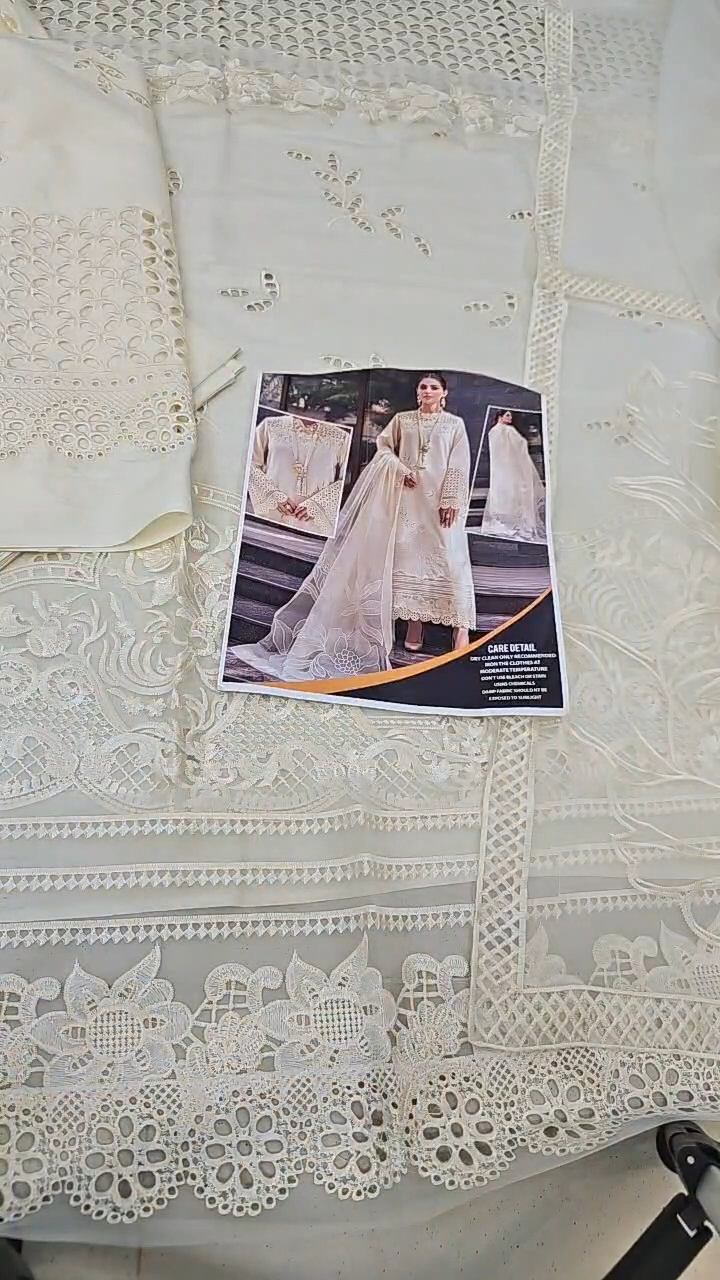 CARE DETAIL
DRY CLEAN ONLY RECOMMENDED
IRON THE CLOTHES AT
MODERATE TEMPERATURE
DON'T USE BLEACH OR STAIN
USING CHEMICALS
DAMP FABRIC SHOULD NT BE
EXPOSED TO SUNLIGHT